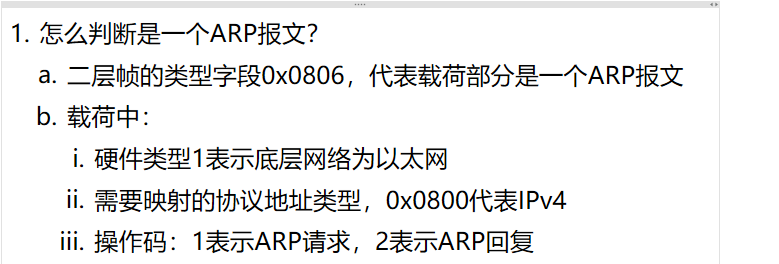 1. 怎么判断是一个ARP报文？
a. 二层帧的类型字段0x0806，代表载荷部分是一个ARP报文
b. 载荷中：
i. 硬件类型1表示底层网络为以太网
ii. 需要映射的协议地址类型，0x0800代表IPv4
iii. 操作码：1表示ARP请求，2表示ARP回复